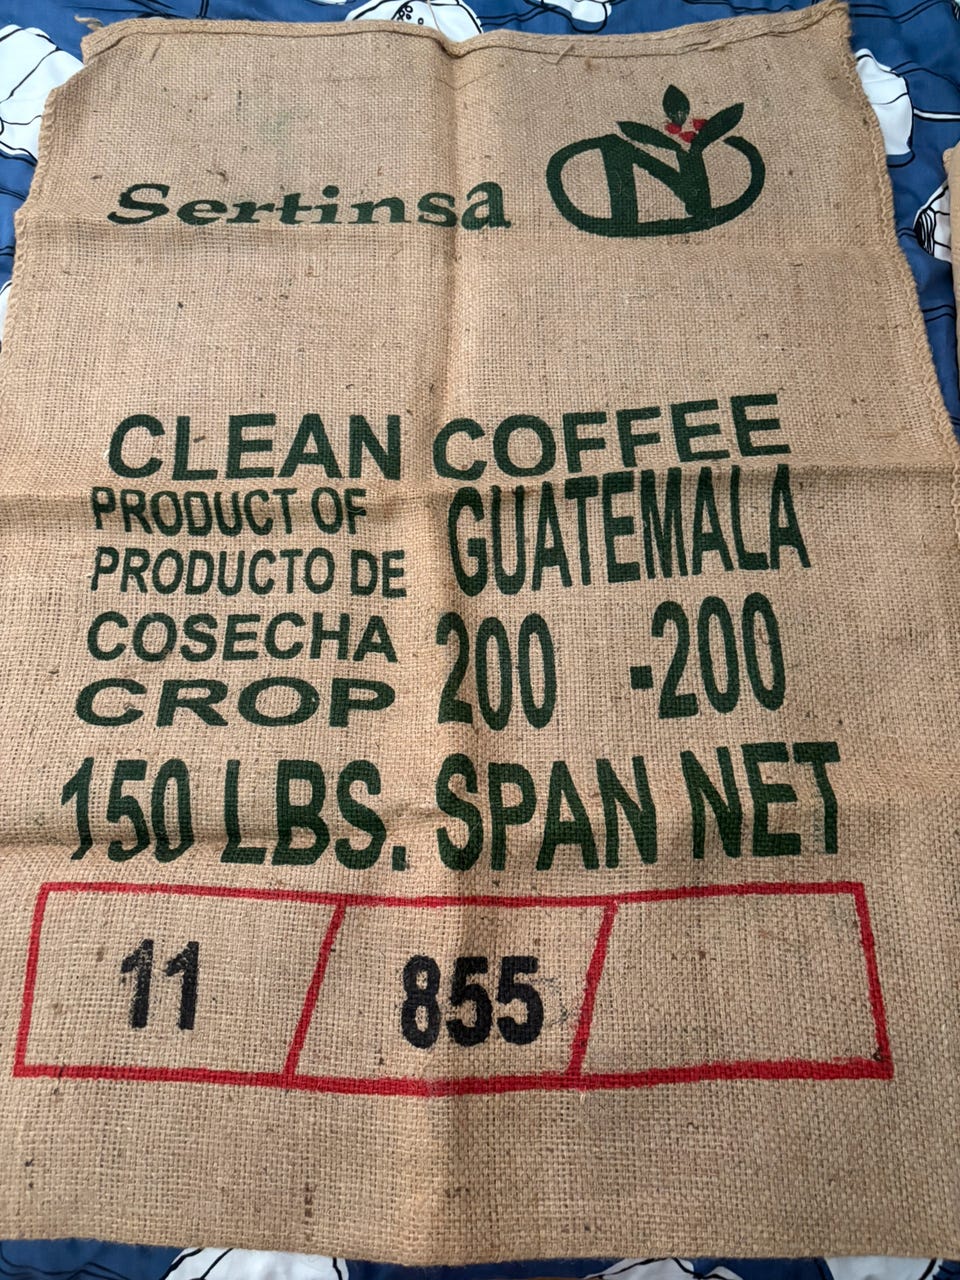 Sertinsa
CLEAN COFFEE
PRODUCT OF
PRODUCTO DE
GUATEMALA
COSECHA
CROP
200 -200
150 LBS. SPAN NET
11 855